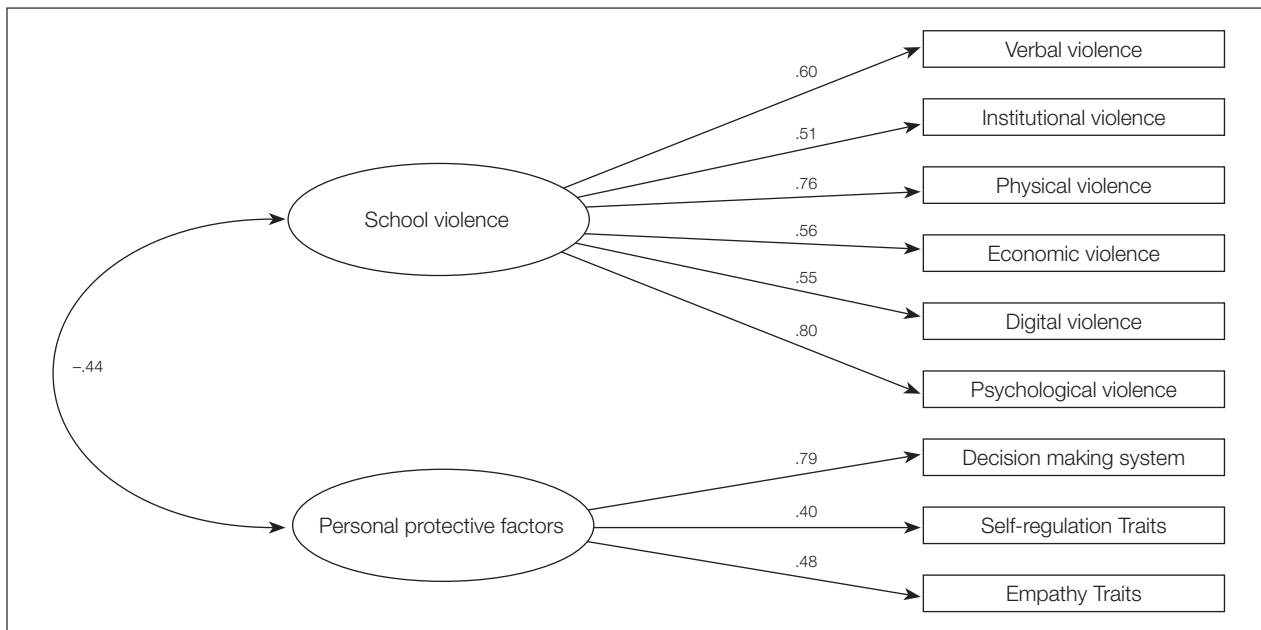 Verbal violence
.60
Institutional violence
.51
Physical violence
.76
School violence
Economic violence
.56
.55
Digital violence
.80
–.44
Psychological violence
Decision making system
.79
.40
Personal protective factors
Self-regulation Traits
.48
Empathy Traits